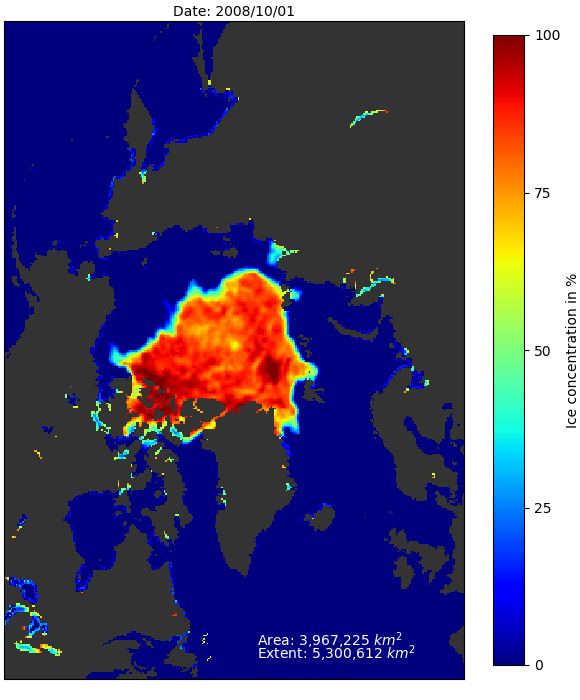 Date: 2008/10/01
100
75
50
25
0
Ice concentration in %
Area: 3,967,225 km²
Extent: 5,300,612 km²